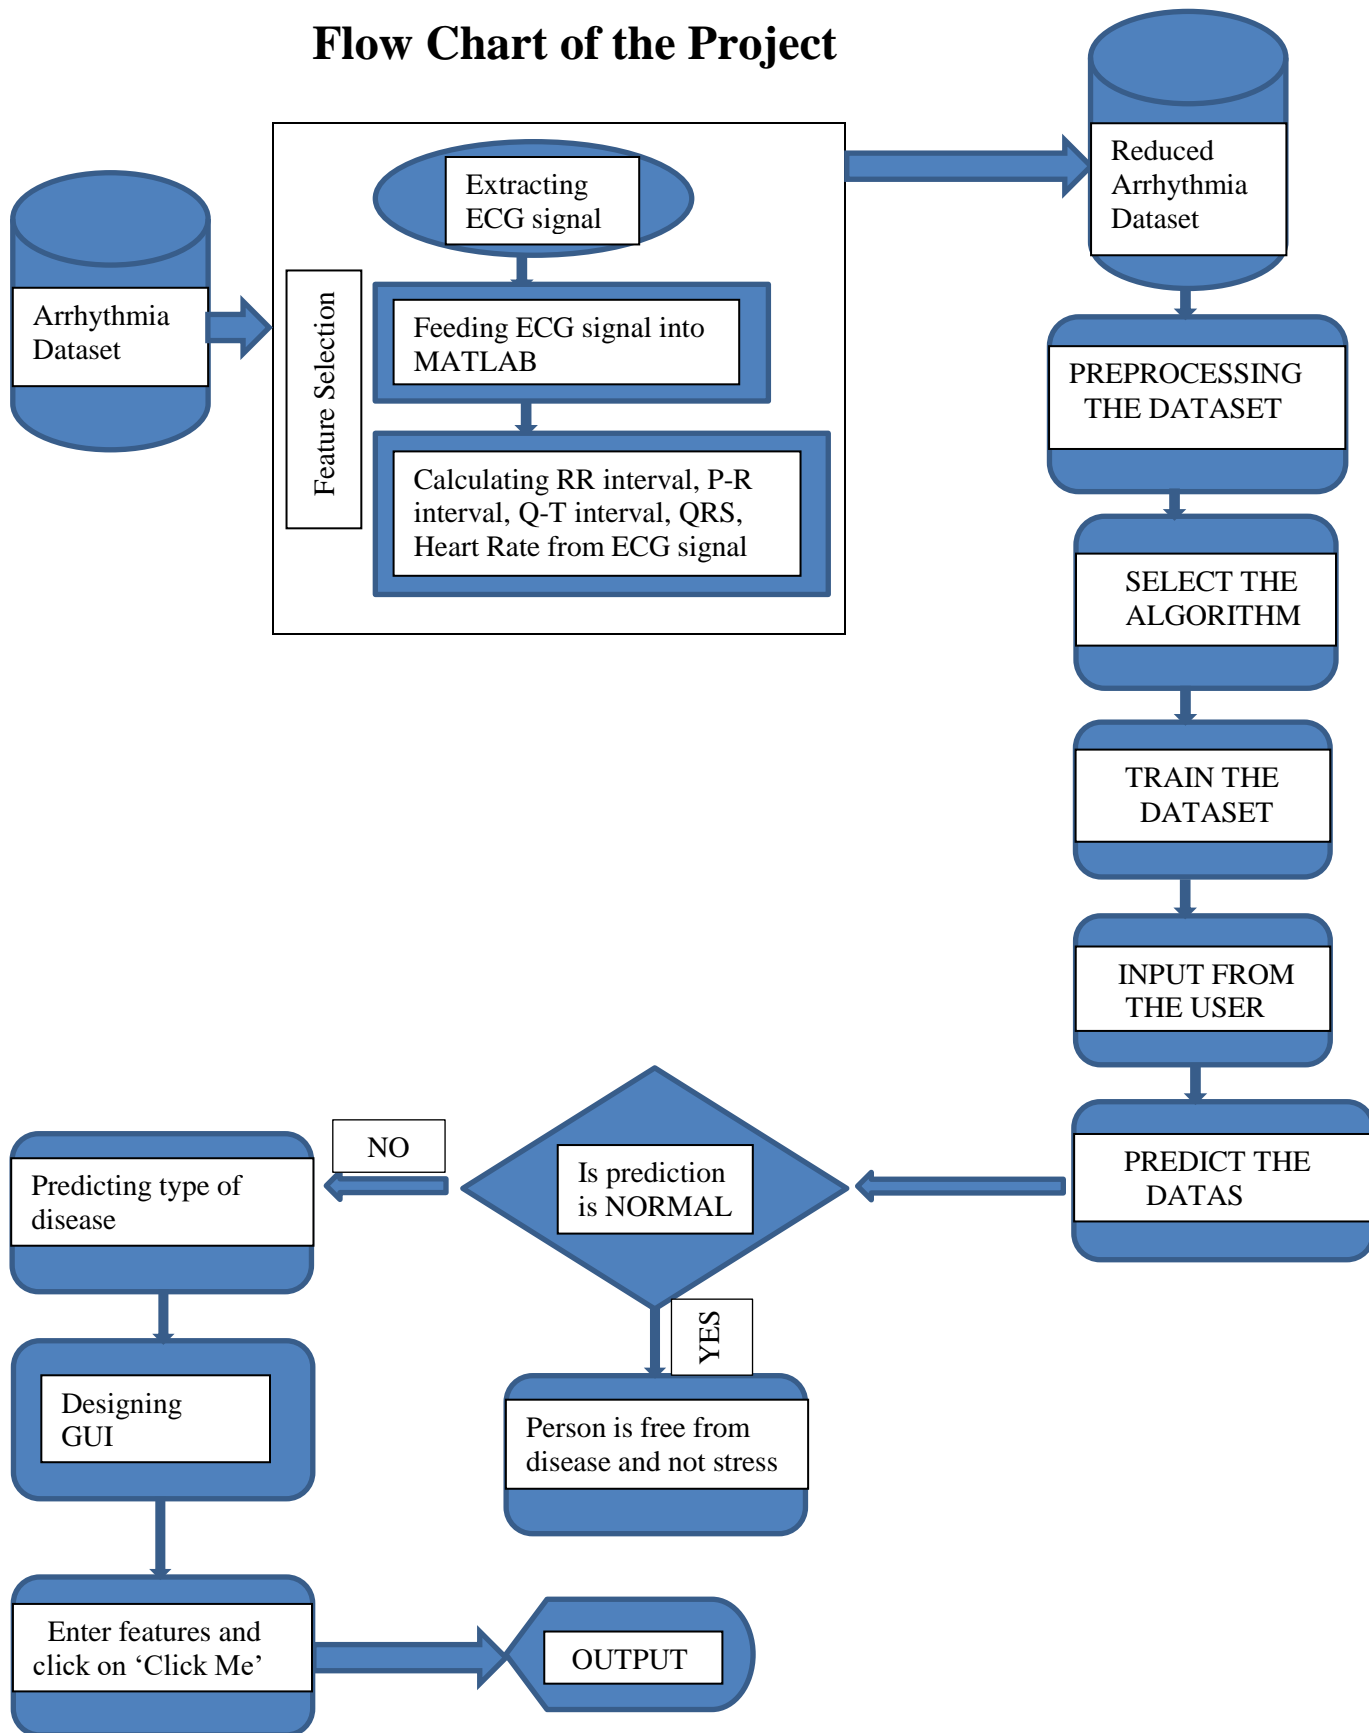 Flow Chart of the Project
Arrhythmia
Dataset
Feature Selection
Extracting
ECG signal
Feeding ECG signal into
MATLAB
Calculating RR interval, P-R
interval, Q-T interval, QRS,
Heart Rate from ECG signal
Reduced
Arrhythmia
Dataset
PREPROCESSING
THE DATASET
SELECT THE
ALGORITHM
TRAIN THE
DATASET
INPUT FROM
THE USER
PREDICT THE
DATAS
Is prediction
is NORMAL
NO
YES
Predicting type of
disease
Person is free from
disease and not stress
Designing
GUI
Enter features and
click on ‘Click Me’
OUTPUT